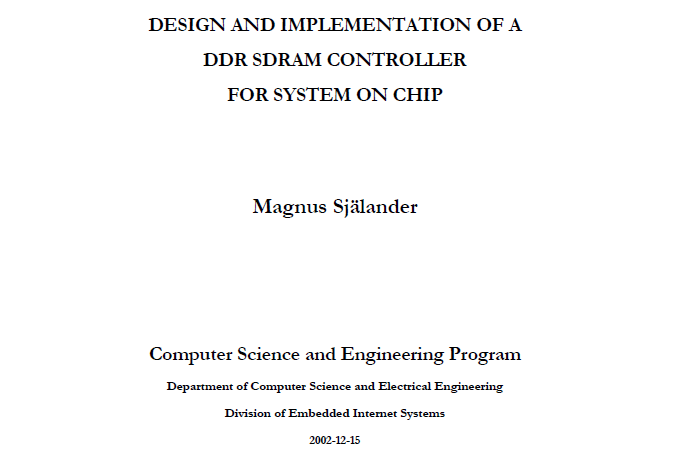 DESIGN AND IMPLEMENTATION OF A
DDR SDRAM CONTROLLER
FOR SYSTEM ON CHIP
Magnus Själander
Computer Science and Engineering Program
Department of Computer Science and Electrical Engineering
Division of Embedded Internet Systems
2002-12-15